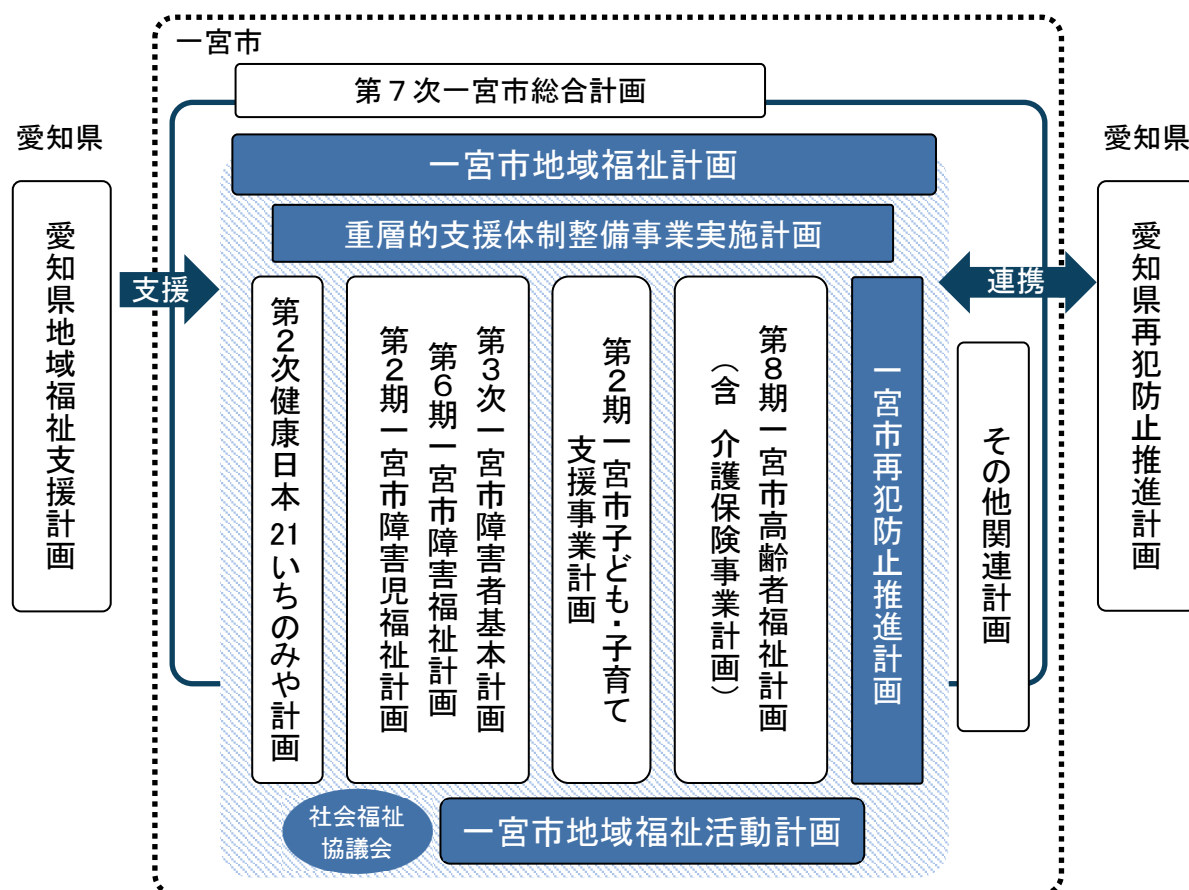 一宮市
第７次一宮市総合計画
愛知県
愛知県
一宮市地域福祉計画
重層的支援体制整備事業実施計画
愛知県地域福祉支援計画
支援
第２次健康日本21いちのみや計画
第３次一宮市障害者基本計画
第６期一宮市障害福祉計画
第２期一宮市障害児福祉計画
第２期一宮市子ども・子育て
支援事業計画
第８期一宮市高齢者福祉計画
（含　介護保険事業計画）
一宮市再犯防止推進計画
連携
その他関連計画
愛知県再犯防止推進計画
社会福祉
協議会
一宮市地域福祉活動計画